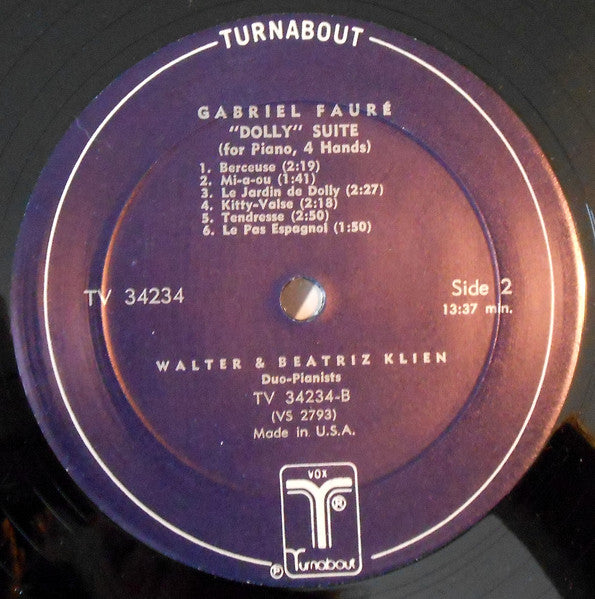 TURNABOUT
GABRIEL FAURÉ
"DOLLY" SUITE
(for Piano, 4 Hands)
1. Berceuse (2:19)
2. Mi-a-ou (1:41)
3. Le Jardin de Dolly (2:27)
4. Kitty-Valse (2:18)
5. Tendresse (2:50)
6. Le Pas Espagnol (1:50)
TV 34234
Side 2
13:37 min.
WALTER & BEATRIZ KLIEN
Duo-Pianists
TV 34234-B
(VS 2793)
Made in U.S.A.
VOX
T ®
℗ Turnabout